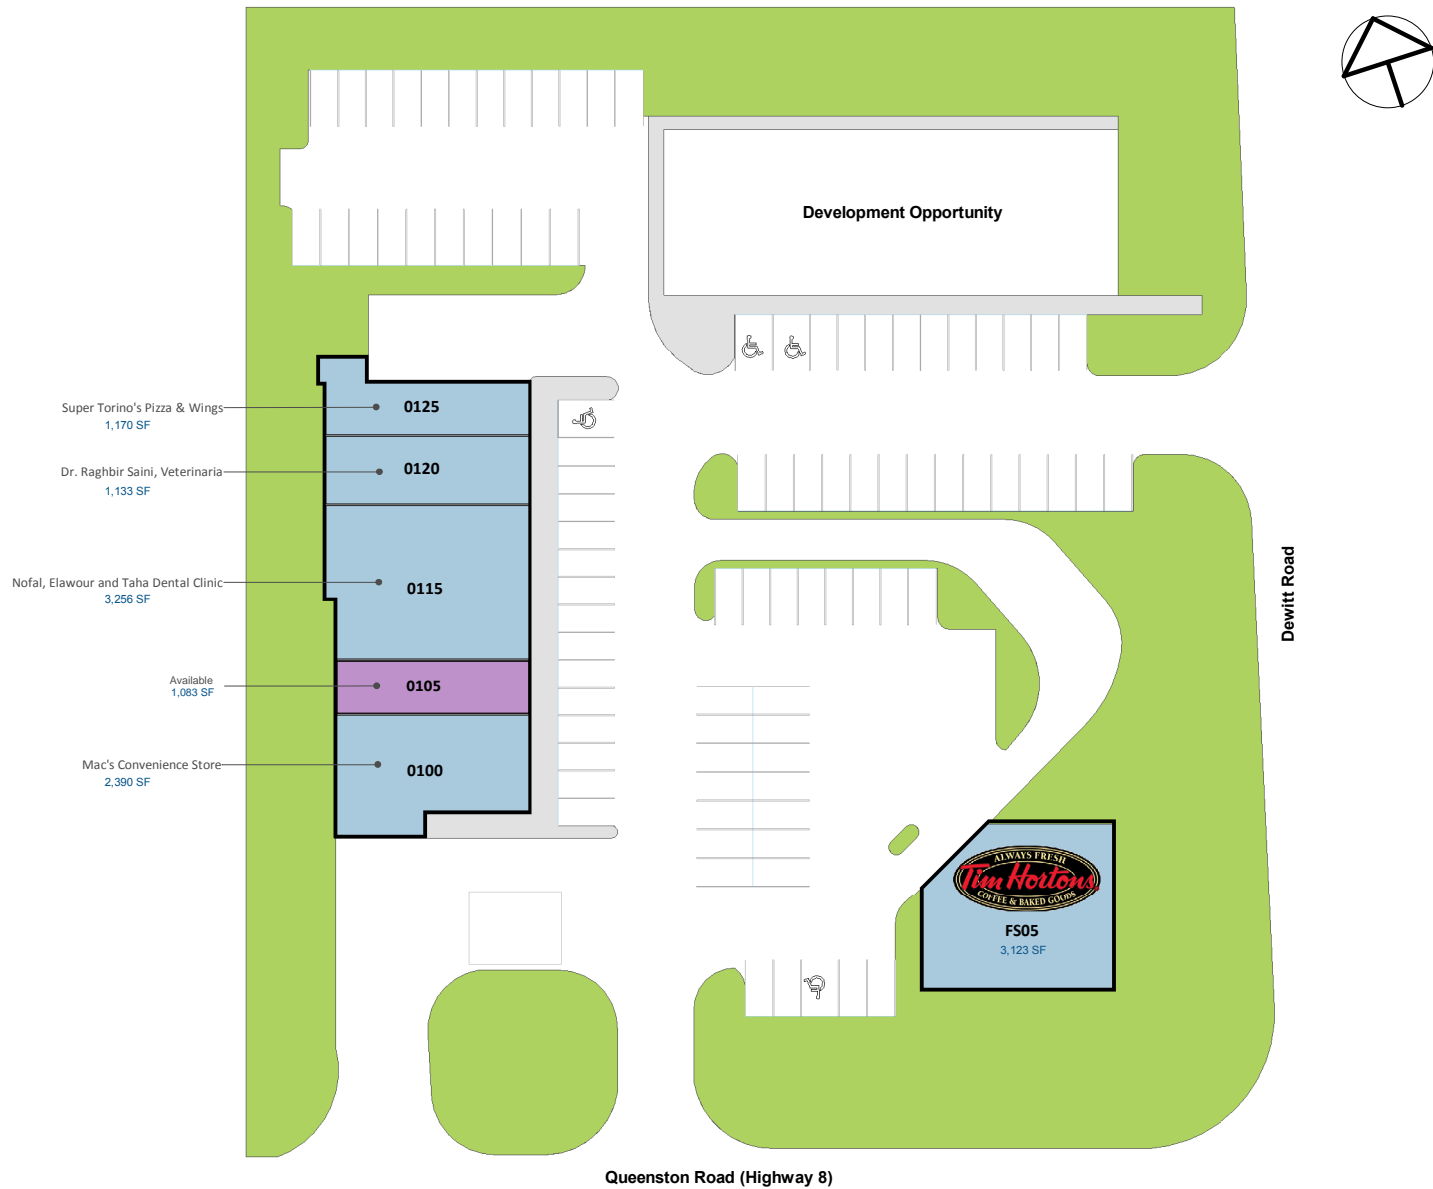 Development Opportunity
Super Torino's Pizza & Wings
1,170 SF
0125
Dr. Raghbir Saini, Veterinaria
1,133 SF
0120
Nofal, Elawour and Taha Dental Clinic
3,256 SF
0115
Available
1,083 SF
0105
Mac's Convenience Store
2,390 SF
0100
Dewitt Road
ALWAYS FRESH
Tim Hortons
COFFEE & BAKED GOODS
FS05
3,123 SF
Queenston Road (Highway 8)